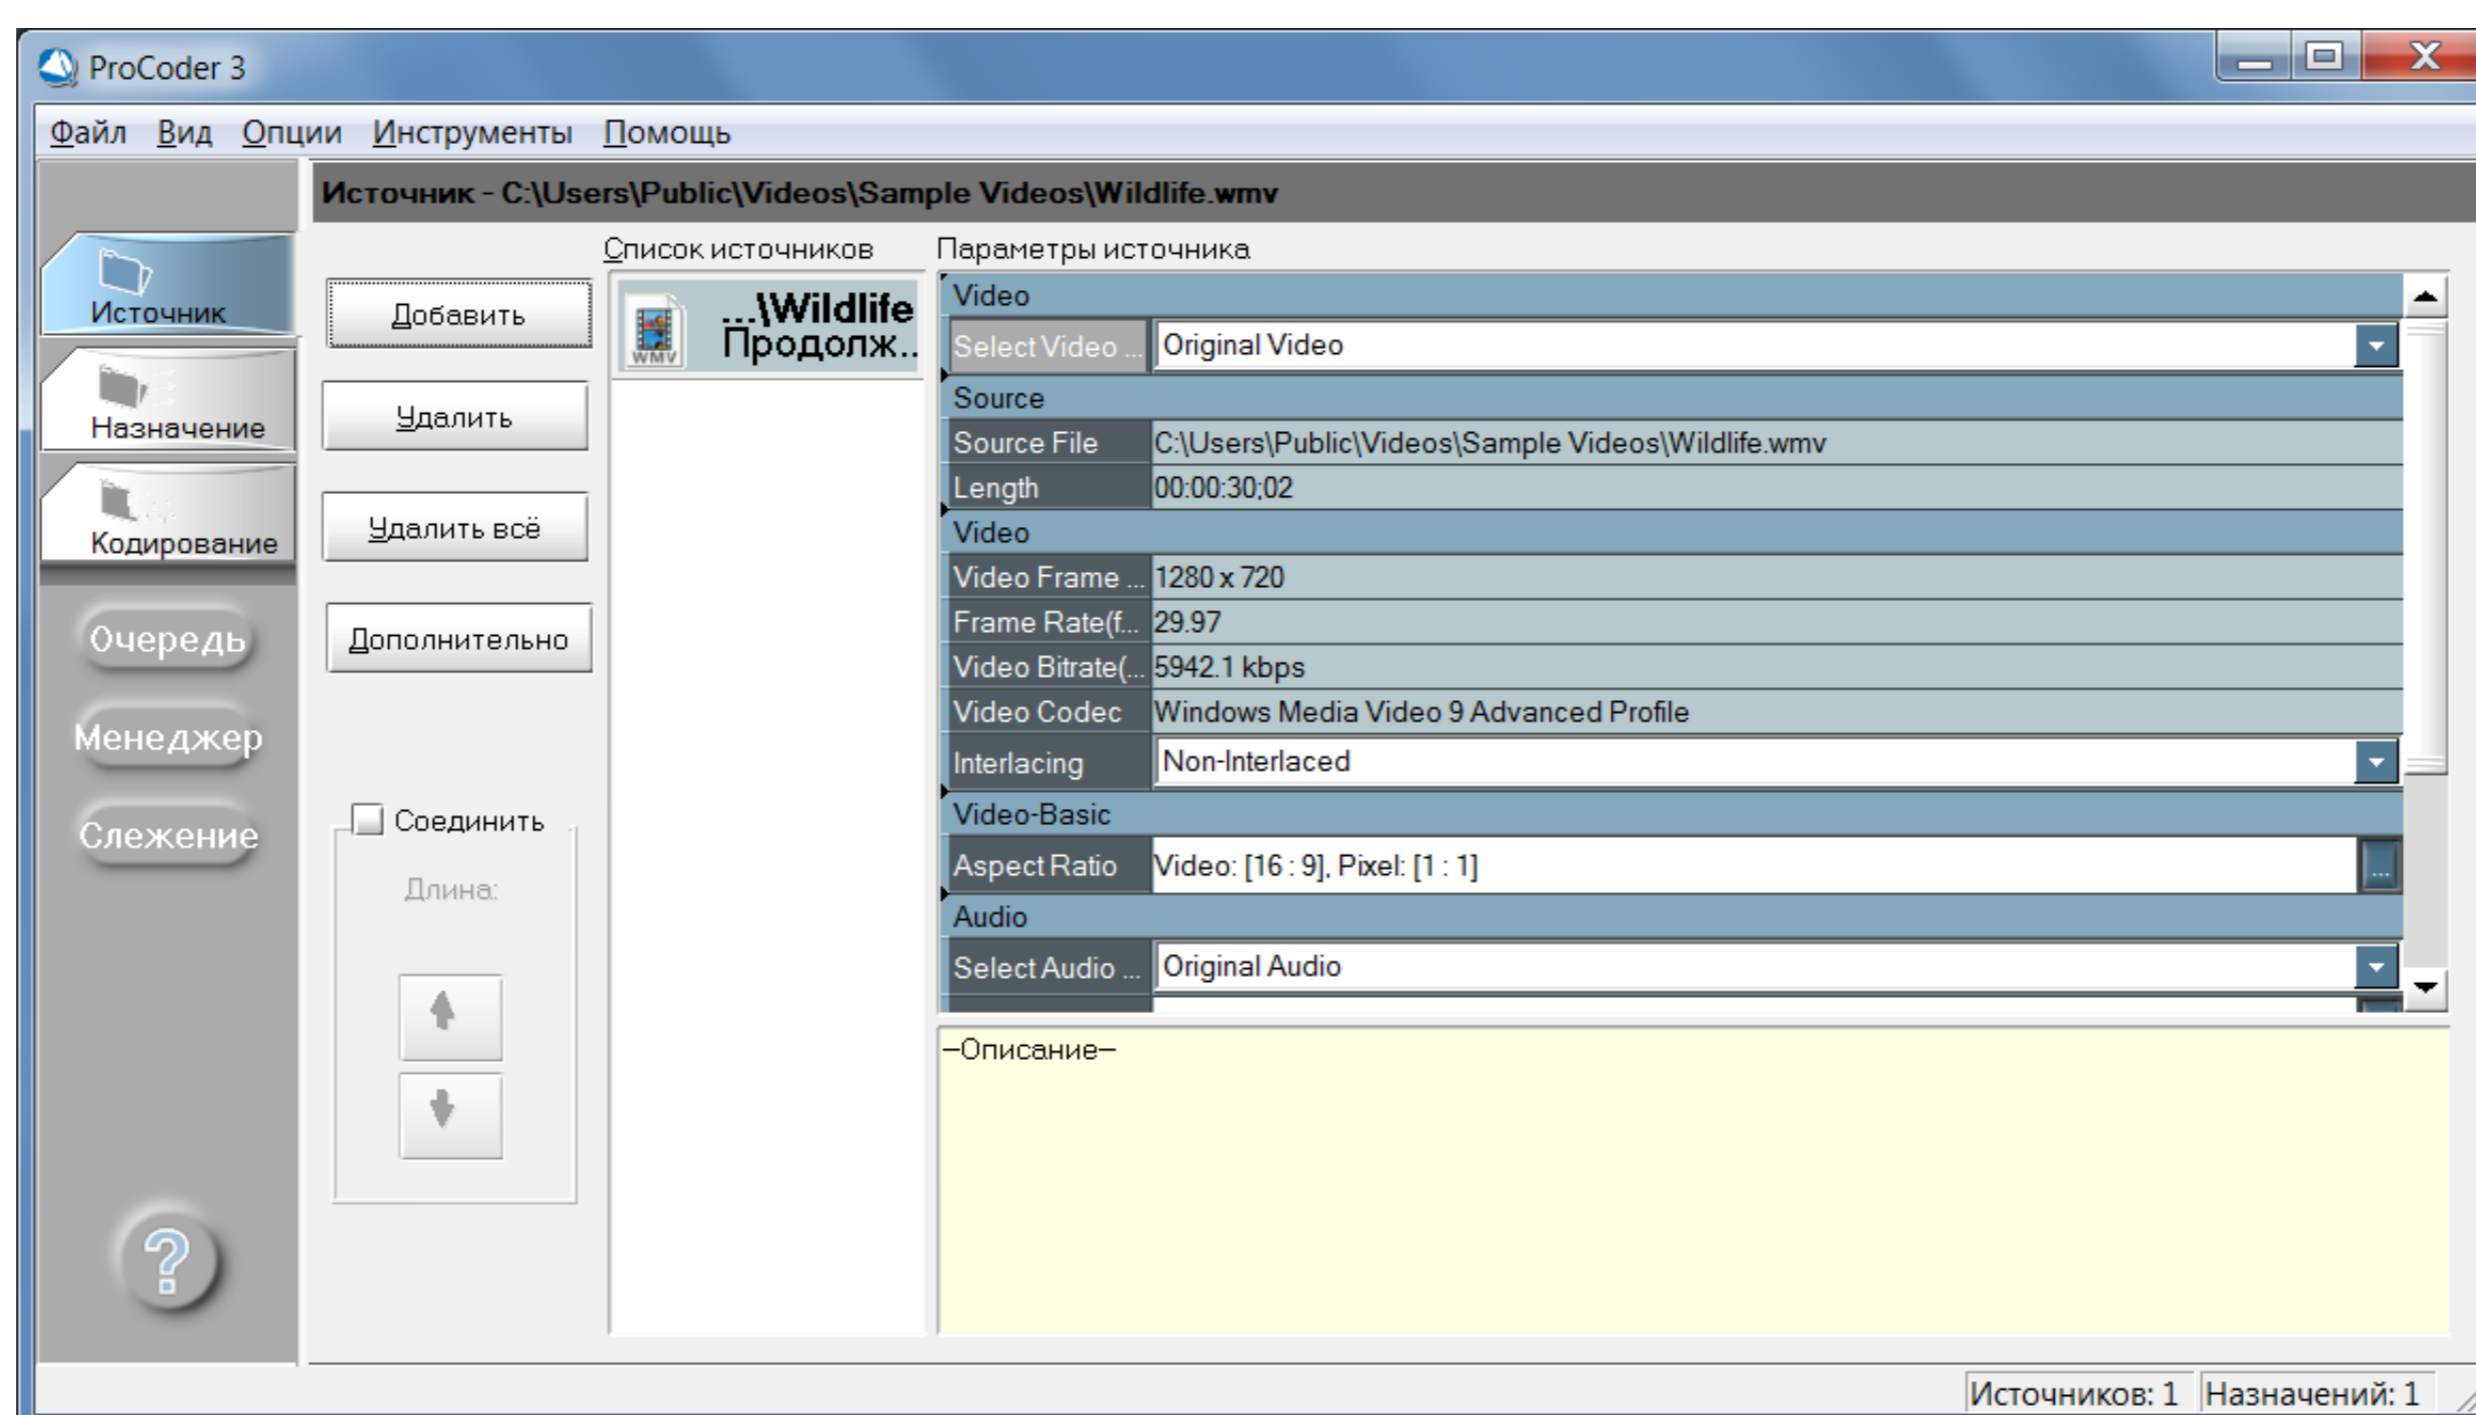 ProCoder 3
Файл Вид Опции Инструменты Помощь
Источник - C:\Users\Public\Videos\Sample Videos\Wildlife.wmv
Источник
Назначение
Кодирование
Очередь
Менеджер
Слежение
?
Добавить
Удалить
Удалить всё
Дополнительно
Соединить
Длина:
Список источников
...\Wildlife
Продолж..
WMV
Параметры источника
Video
Select Video ... Original Video
Source
Source File C:\Users\Public\Videos\Sample Videos\Wildlife.wmv
Length 00:00:30;02
Video
Video Frame ... 1280 x 720
Frame Rate(f... 29.97
Video Bitrate(... 5942.1 kbps
Video Codec Windows Media Video 9 Advanced Profile
Interlacing Non-Interlaced
Video-Basic
Aspect Ratio Video: [16 : 9], Pixel: [1 : 1] ...
Audio
Select Audio ... Original Audio
–Описание–
Источников: 1 Назначений: 1